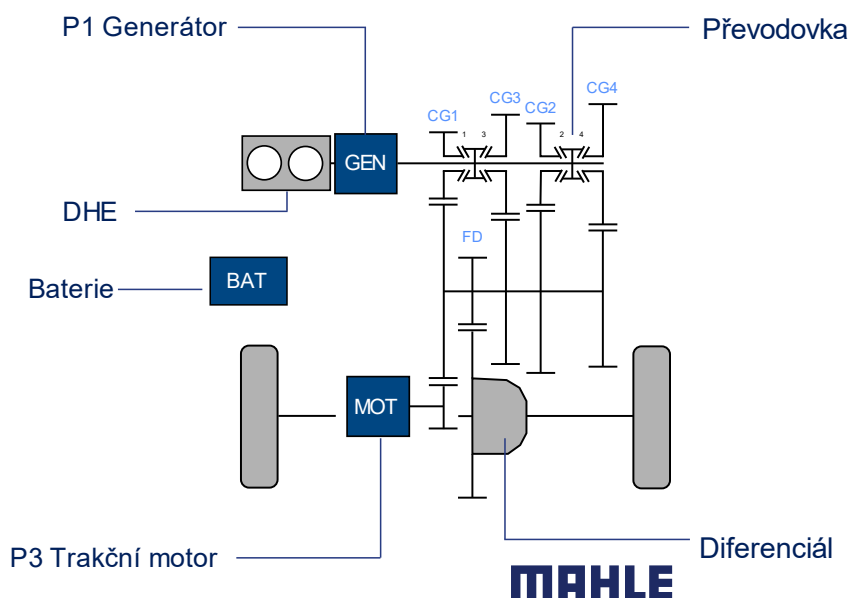 P1 Generátor
Převodovka
CG1
CG3
CG2
CG4
1
3
2
4
GEN
DHE
FD
Baterie
BAT
MOT
P3 Trakční motor
Diferenciál
MAHLE